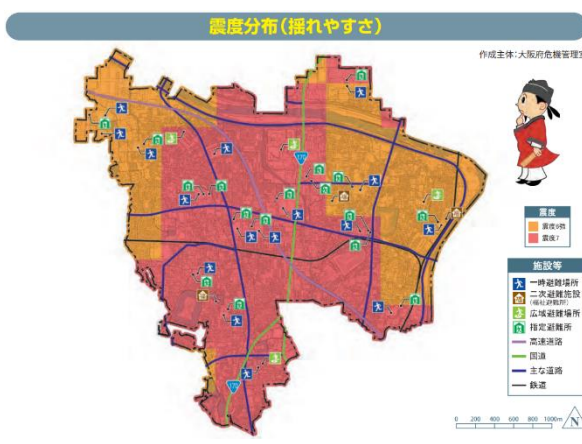 震度分布(揺れやすさ)
作成主体:大阪府危機管理室
170
震度
震度6強
震度7
施設等
一時避難場所
二次避難施設
(福祉避難所)
広域避難場所
指定避難所
高速道路
国道
主な道路
鉄道
170
0 200 400 600 800 1000m
N